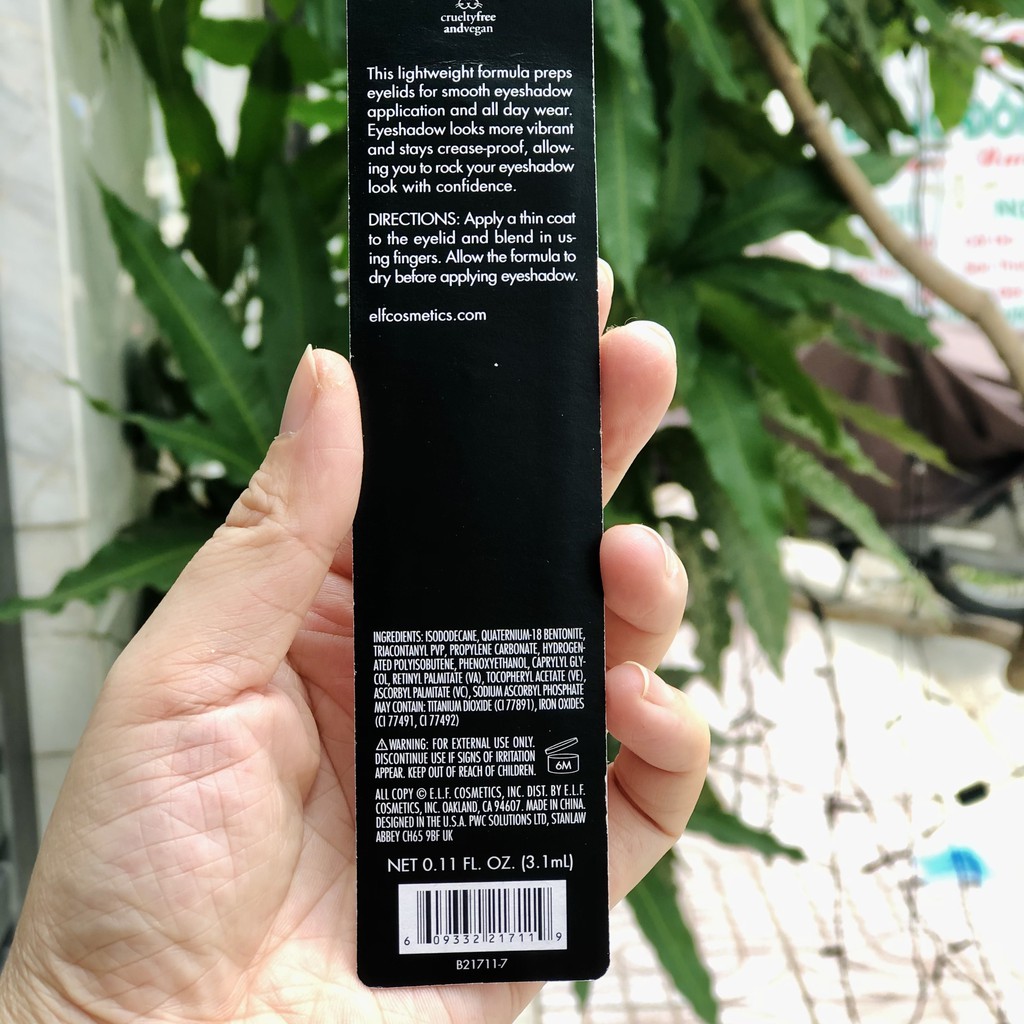 crueltyfree
andvegan
This lightweight formula preps
eyelids for smooth eyeshadow
application and all day wear.
Eyeshadow looks more vibrant
and stays crease-proof, allow-
ing you to rock your eyeshadow
look with confidence.
DIRECTIONS: Apply a thin coat
to the eyelid and blend in us-
ing fingers. Allow the formula to
dry before applying eyeshadow.
elfcosmetics.com
INGREDIENTS: ISODODECANE, QUATERNIUM-18 BENTONITE,
TRIACONTANYL PVP, PROPYLENE CARBONATE, HYDROGEN-
ATED POLYISOBUTENE, PHENOXYETHANOL, CAPRYLYL GLY-
COL, RETINYL PALMITATE (VA), TOCOPHERYL ACETATE (VE),
ASCORBYL PALMITATE (VC), SODIUM ASCORBYL PHOSPHATE
MAY CONTAIN: TITANIUM DIOXIDE (CI 77891), IRON OXIDES
(CI 77491, CI 77492)
WARNING: FOR EXTERNAL USE ONLY.
DISCONTINUE USE IF SIGNS OF IRRITATION
APPEAR. KEEP OUT OF REACH OF CHILDREN.
6M
ALL COPY © E.L.F. COSMETICS, INC. DIST. BY E.L.F.
COSMETICS, INC. OAKLAND, CA 94607. MADE IN CHINA.
DESIGNED IN THE U.S.A. PWC SOLUTIONS LTD, STANLAW
ABBEY CH65 9BF UK
NET 0.11 FL. OZ. (3.1mL)
6 09332 21711 9
B21711-7